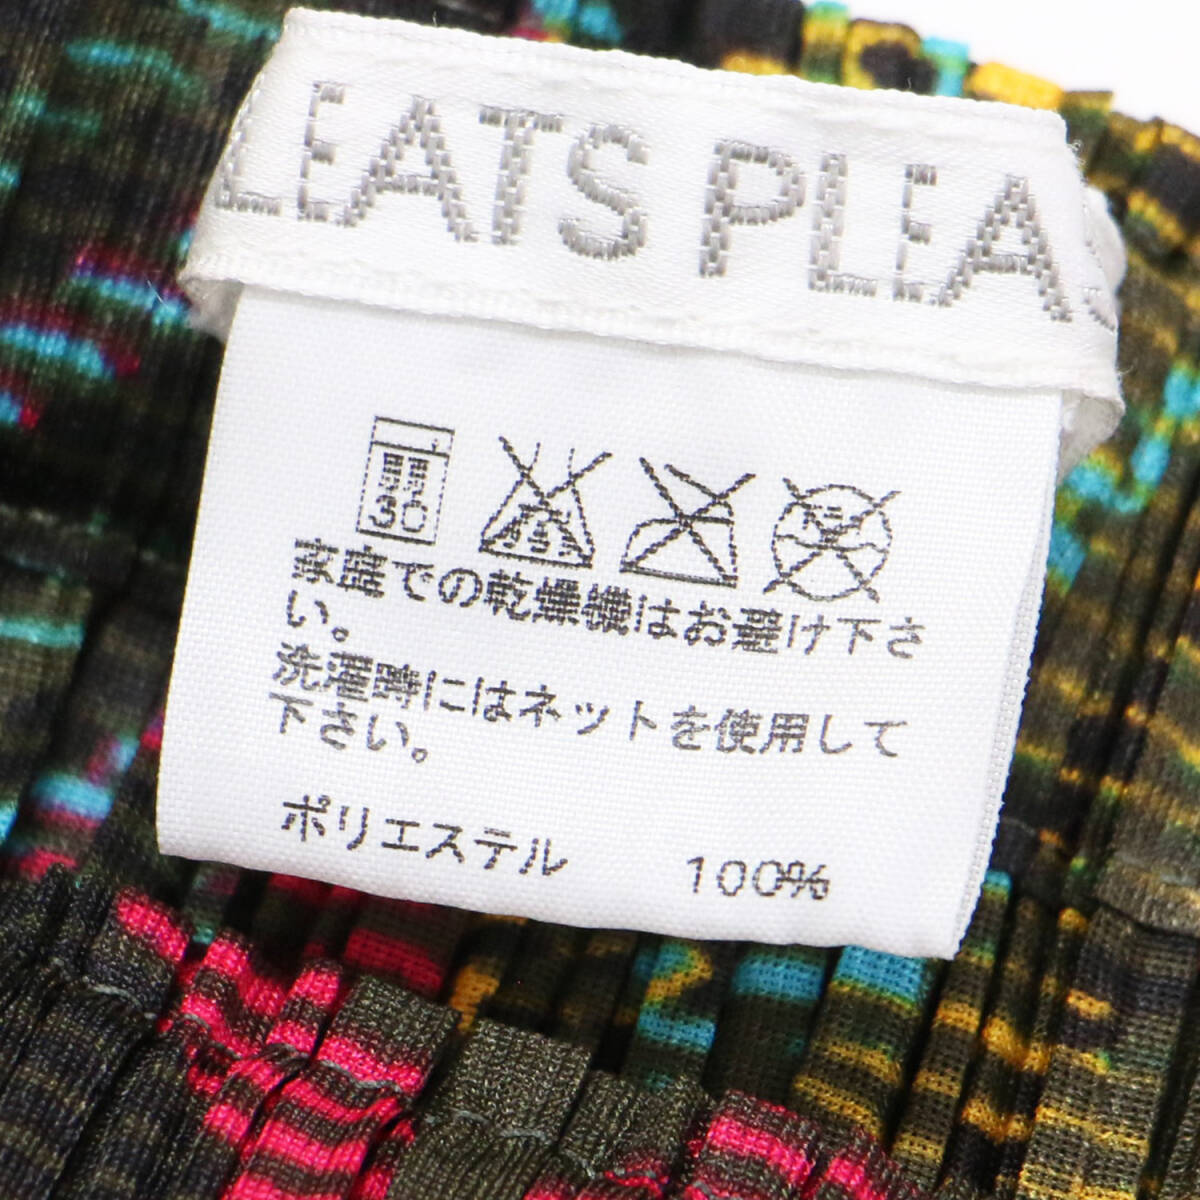 LEATS PLEAS
弱
30
家庭での乾燥機はお避け下さ
い。
洗濯時にはネットを使用して
下さい。
ポリエステル 100%